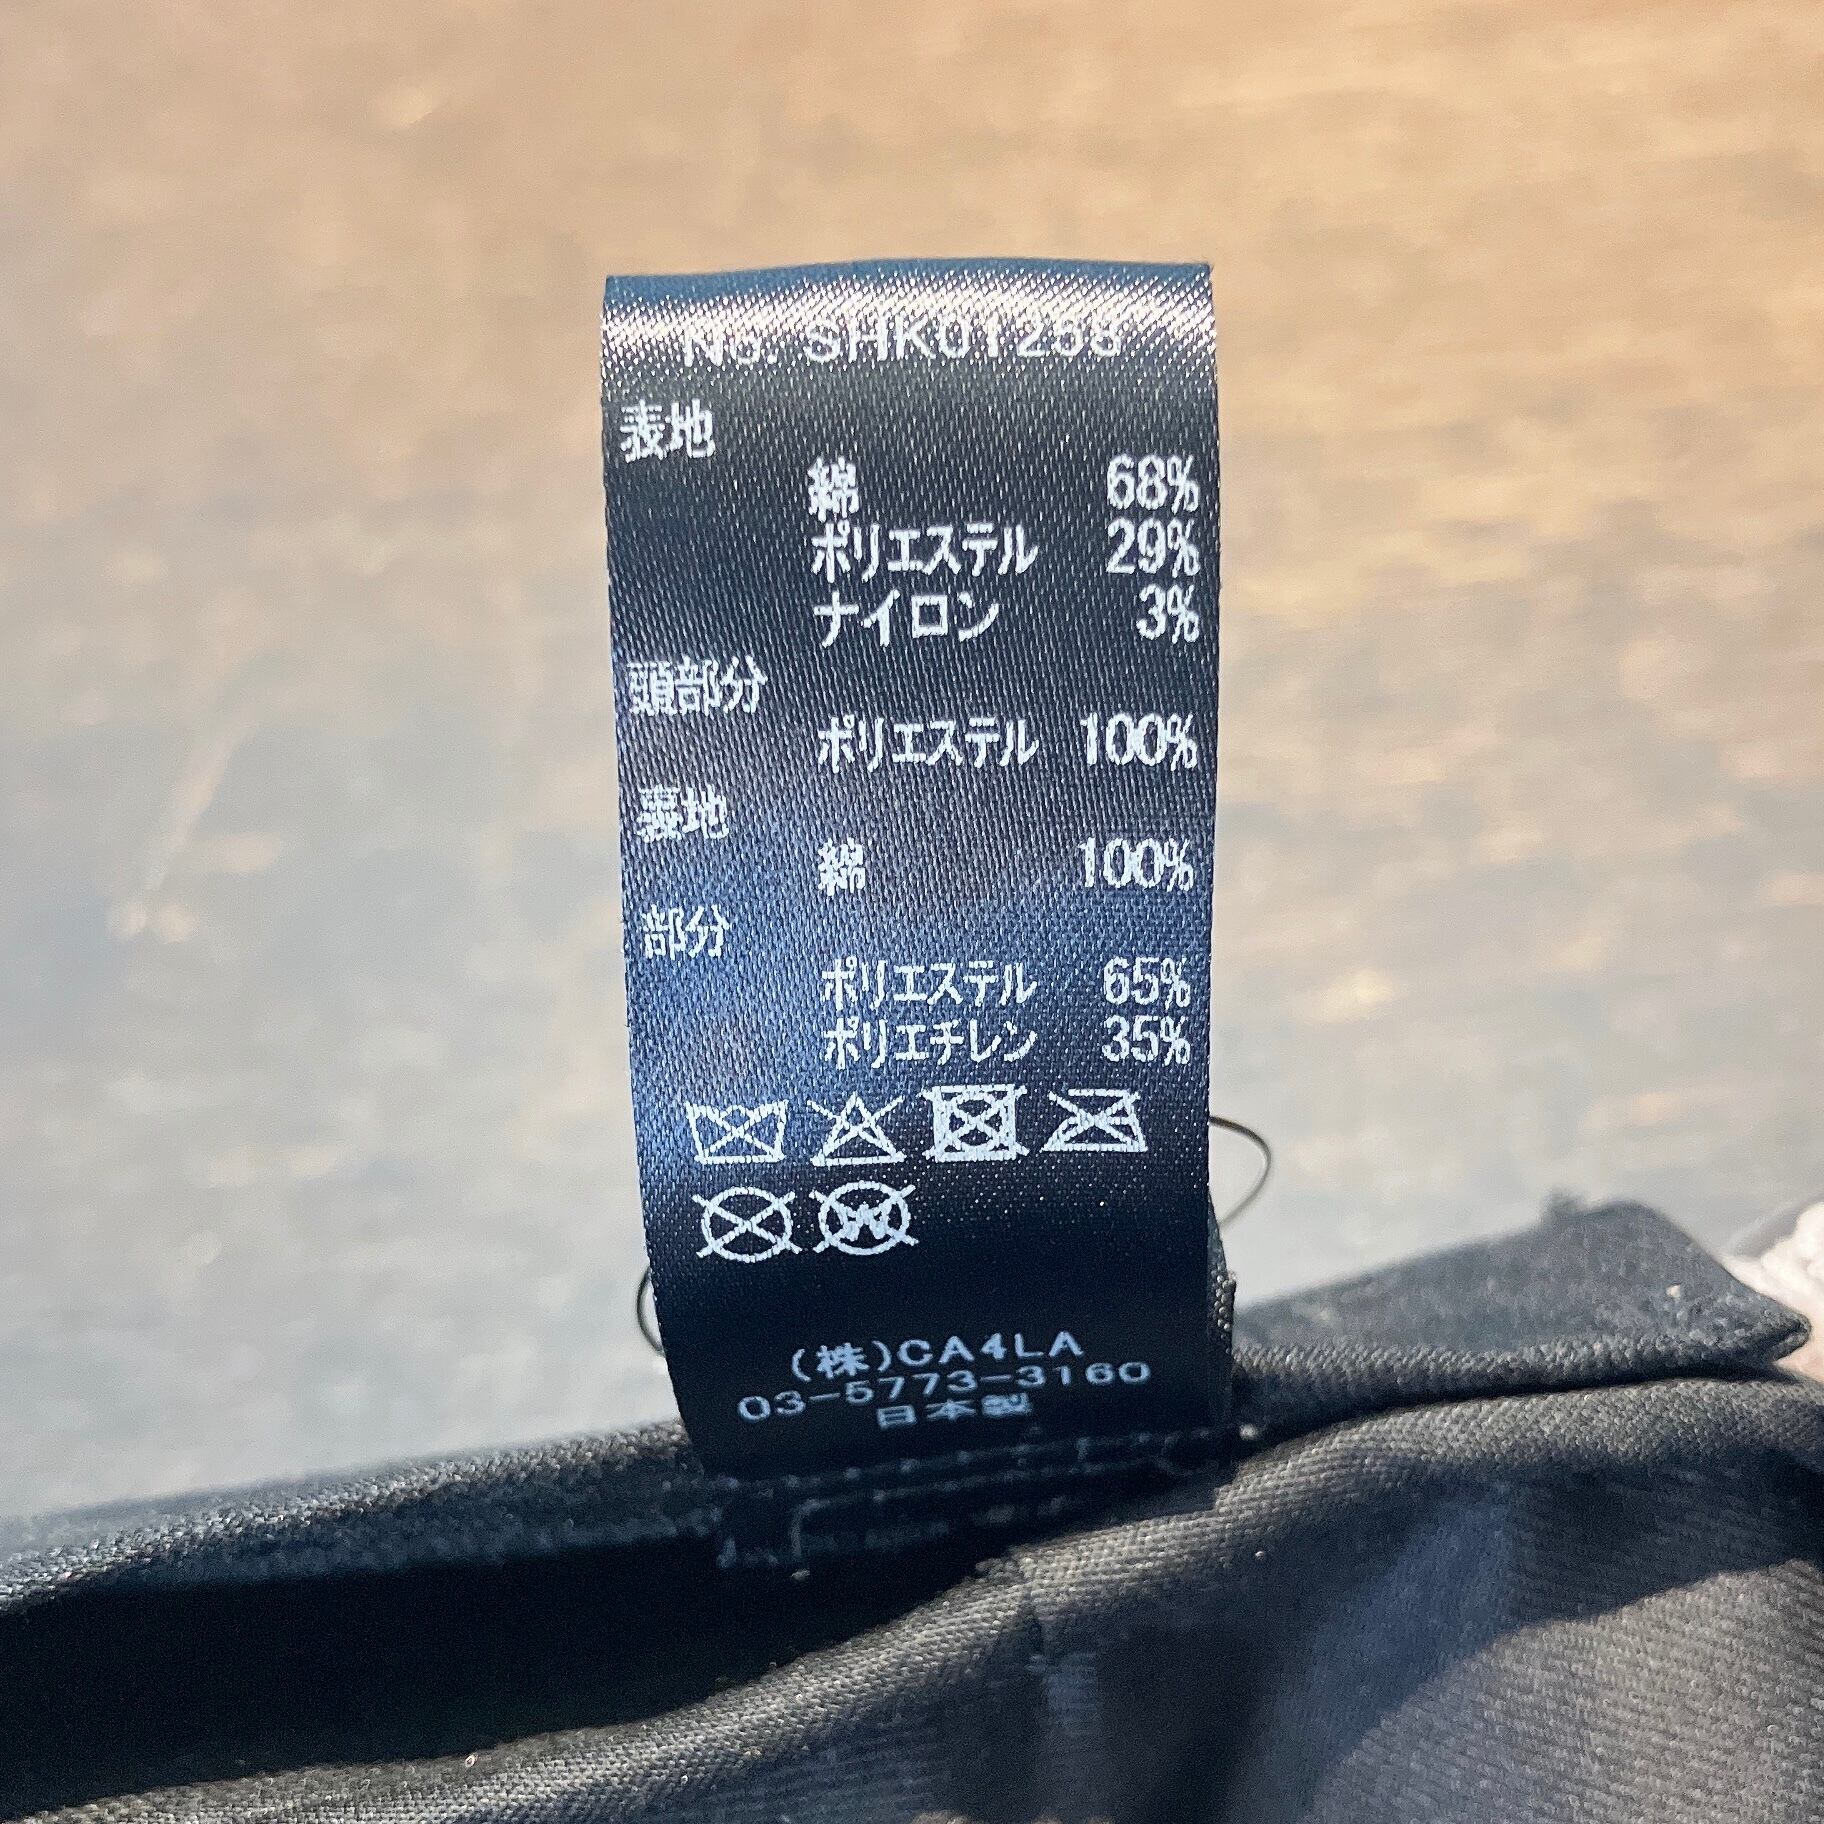 No. SHK01258
表地
綿 68%
ポリエステル 29%
ナイロン 3%
頭部分
ポリエステル 100%
裏地
綿 100%
部分
ポリエステル 65%
ポリエチレン 35%
(株)CA4LA
03-5773-3160
日本製